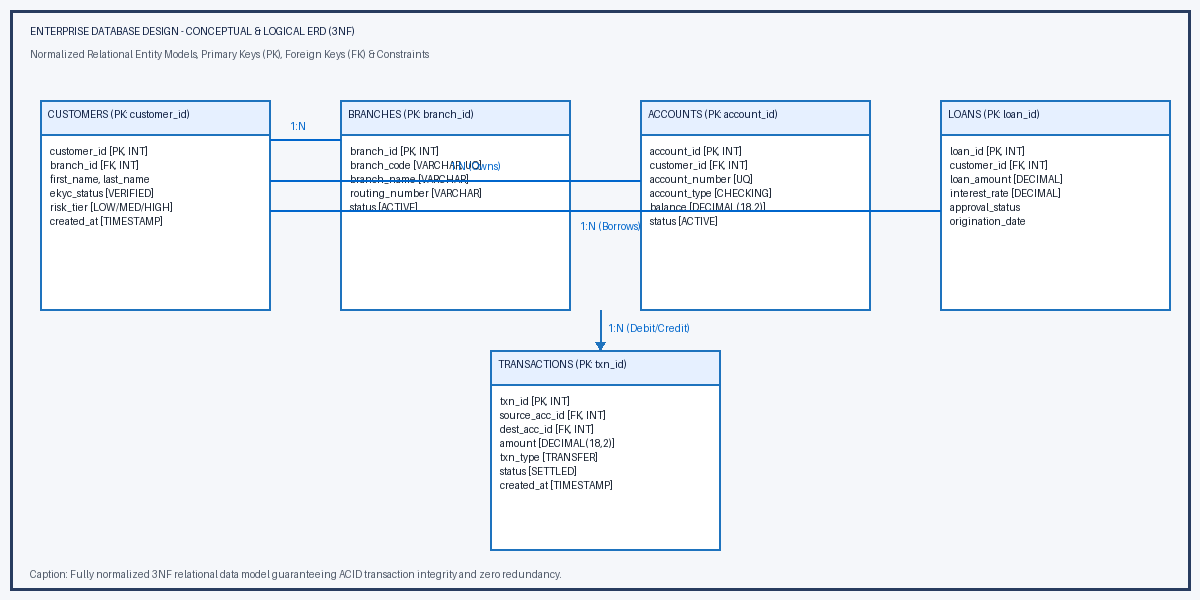 ENTERPRISE DATABASE DESIGN - CONCEPTUAL & LOGICAL ERD (3NF)
Normalized Relational Entity Models, Primary Keys (PK), Foreign Keys (FK) & Constraints
CUSTOMERS (PK: customer_id)
customer_id [PK, INT]
branch_id [FK, INT]
first_name, last_name
ekyc_status [VERIFIED]
risk_tier [LOW/MED/HIGH]
created_at [TIMESTAMP]
1:N
BRANCHES (PK: branch_id)
branch_id [PK, INT]
branch_code [VARCHAR, UQ]
branch_name [VARCHAR]
routing_number [VARCHAR]
status [ACTIVE]
(Owns)
1:N (Borrows)
ACCOUNTS (PK: account_id)
account_id [PK, INT]
customer_id [FK, INT]
account_number [UQ]
account_type [CHECKING]
balance [DECIMAL(18,2)]
status [ACTIVE]
LOANS (PK: loan_id)
loan_id [PK, INT]
customer_id [FK, INT]
loan_amount [DECIMAL]
interest_rate [DECIMAL]
approval_status
origination_date
1:N (Debit/Credit)
TRANSACTIONS (PK: txn_id)
txn_id [PK, INT]
source_acc_id [FK, INT]
dest_acc_id [FK, INT]
amount [DECIMAL(18,2)]
txn_type [TRANSFER]
status [SETTLED]
created_at [TIMESTAMP]
Caption: Fully normalized 3NF relational data model guaranteeing ACID transaction integrity and zero redundancy.